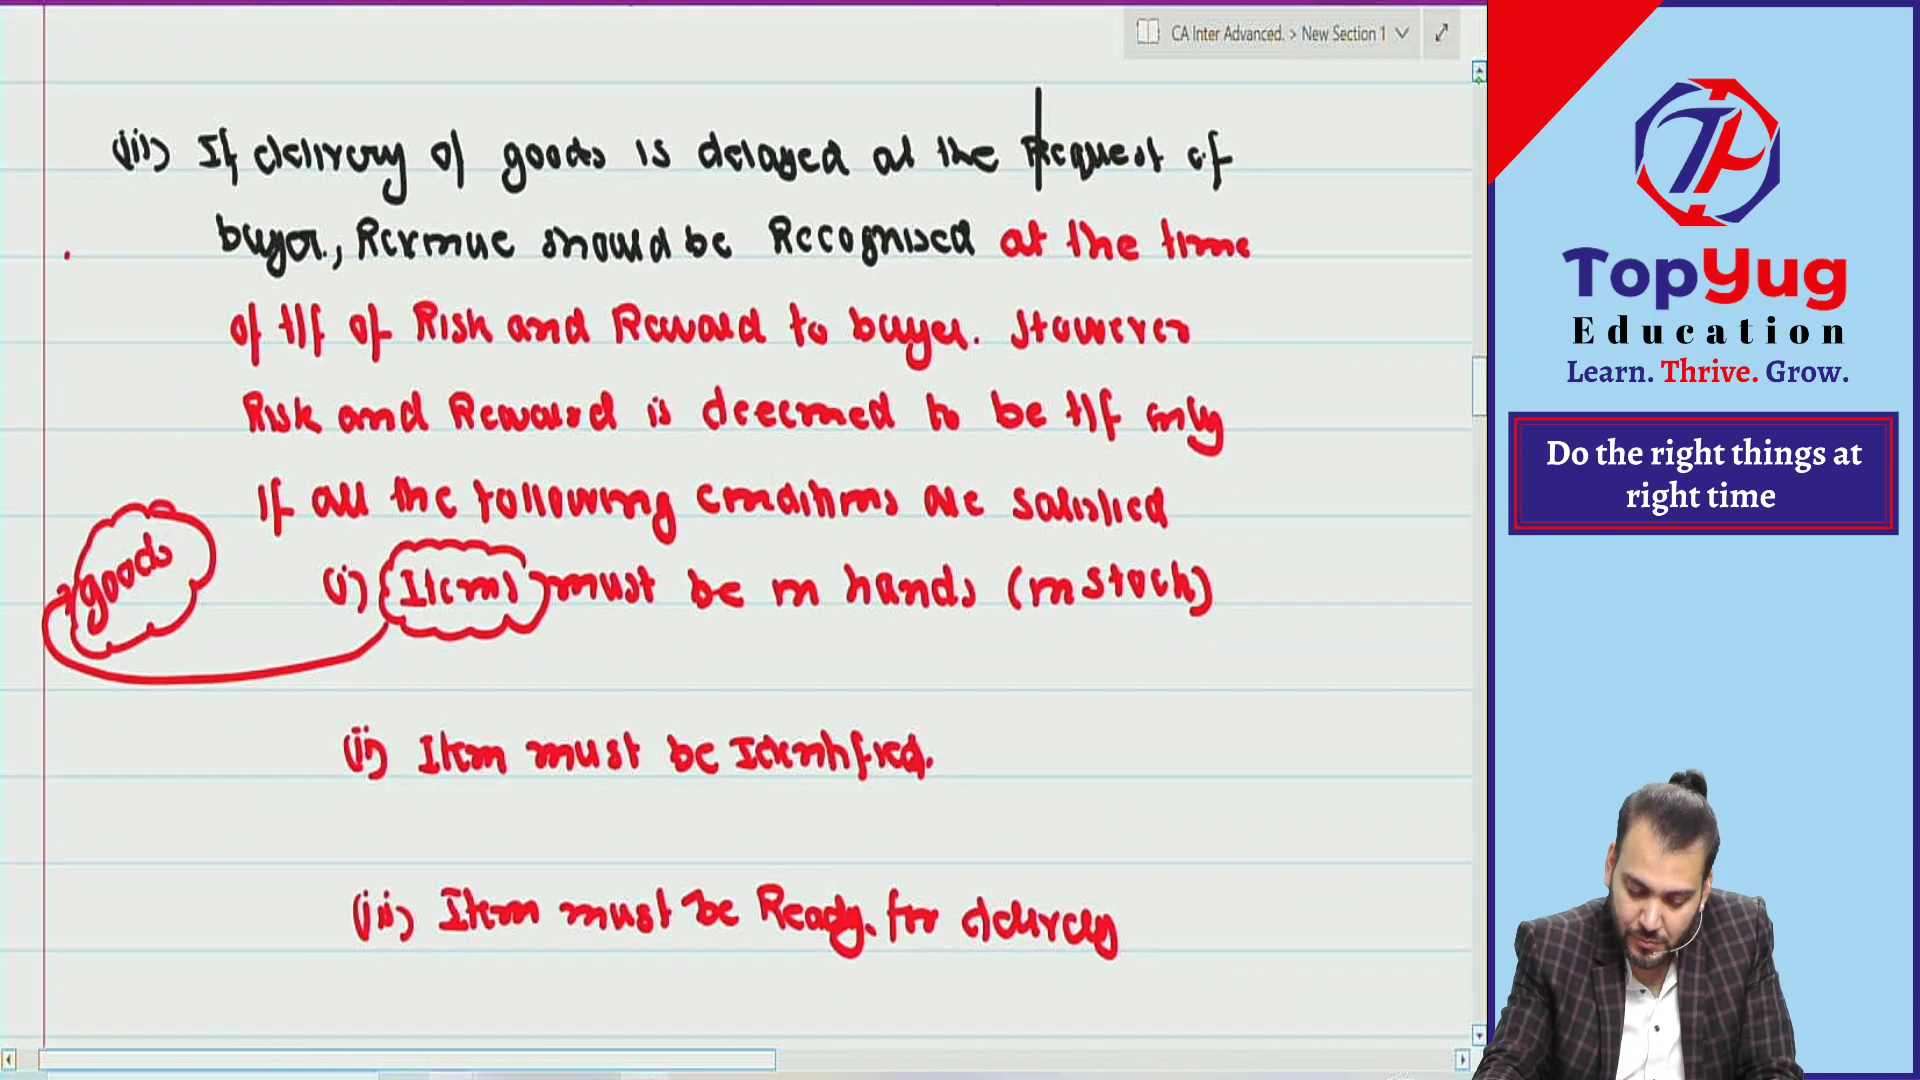 CA Inter Advanced. > New Section 1
(iii) If delivery of goods is delayed at the Request of
buyer, Revenue should be Recognised at the time
of t/f of Risk and Reward to buyer. However
Risk and Reward is deemed to be t/f only
If all the following conditions are satisfied
goods
(i) Items must be in hands (in stock)
(ii) Item must be Identified.
(iii) Item must be Ready. for delivery
TopYug
Education
Learn. Thrive. Grow.
Do the right things at
right time